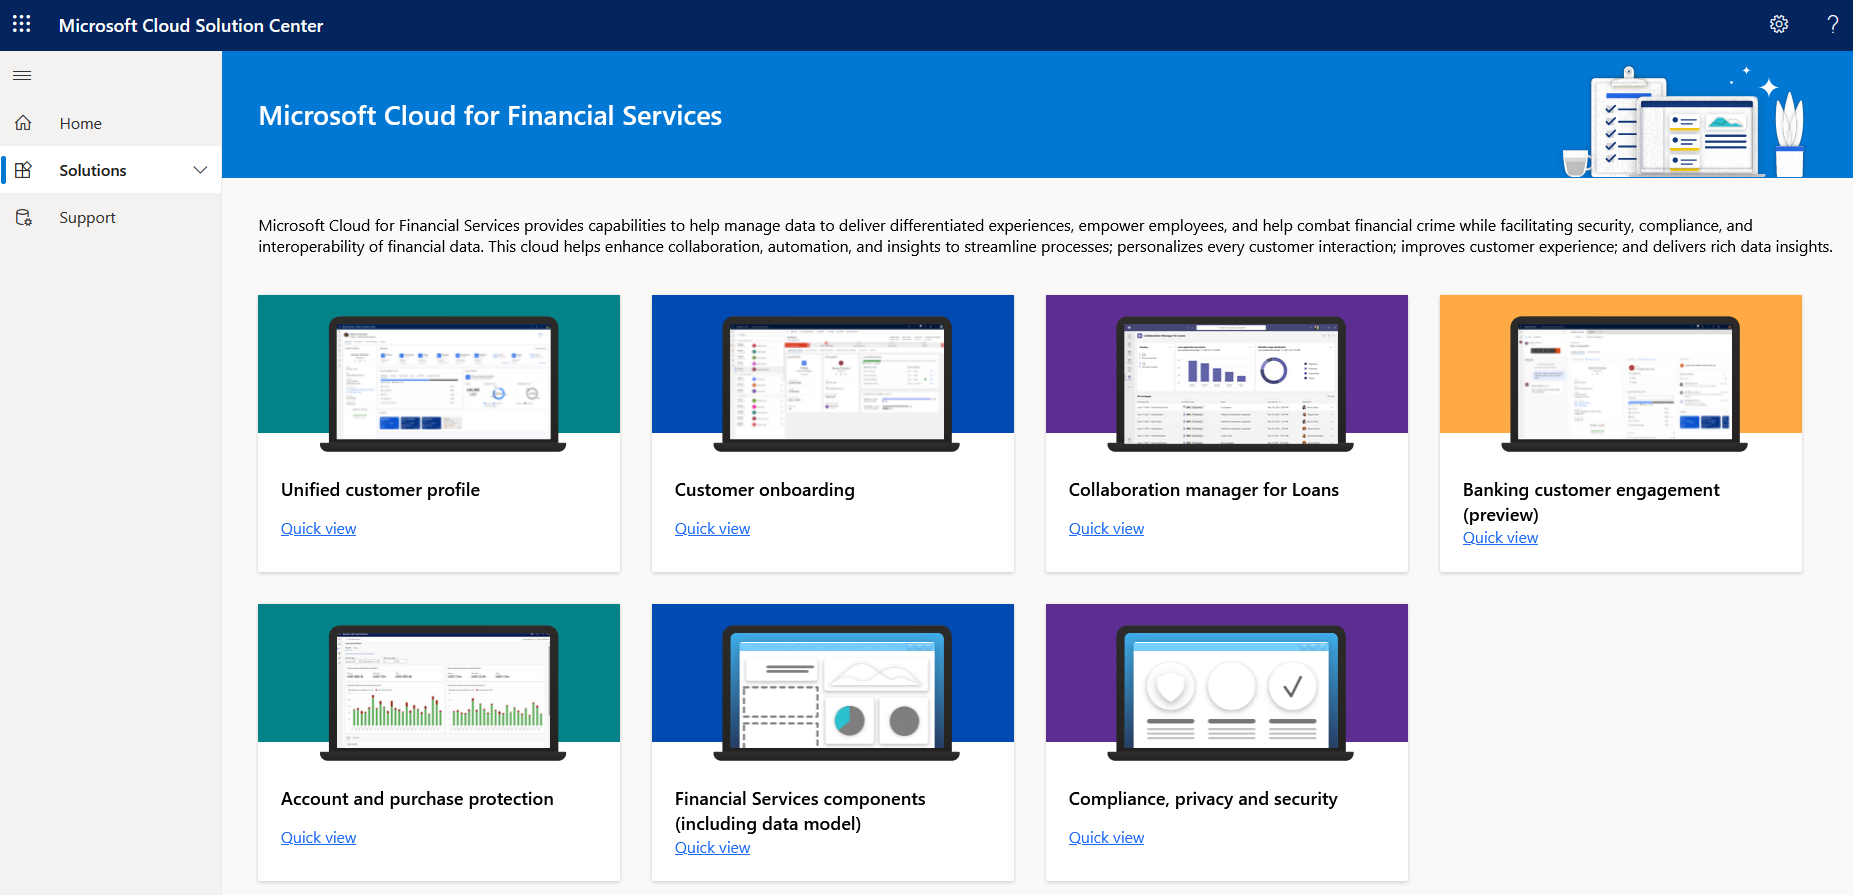 Microsoft Cloud Solution Center
?
Home
Solutions
Support
Microsoft Cloud for Financial Services
Microsoft Cloud for Financial Services provides capabilities to help manage data to deliver differentiated experiences, empower employees, and help combat financial crime while facilitating security, compliance, and
interoperability of financial data. This cloud helps enhance collaboration, automation, and insights to streamline processes; personalizes every customer interaction; improves customer experience; and delivers rich data insights.
Unified customer profile
Quick view
Customer onboarding
Quick view
Collaboration manager for Loans
Quick view
Banking customer engagement
(preview)
Quick view
Account and purchase protection
Quick view
Financial Services components
(including data model)
Quick view
Compliance, privacy and security
Quick view